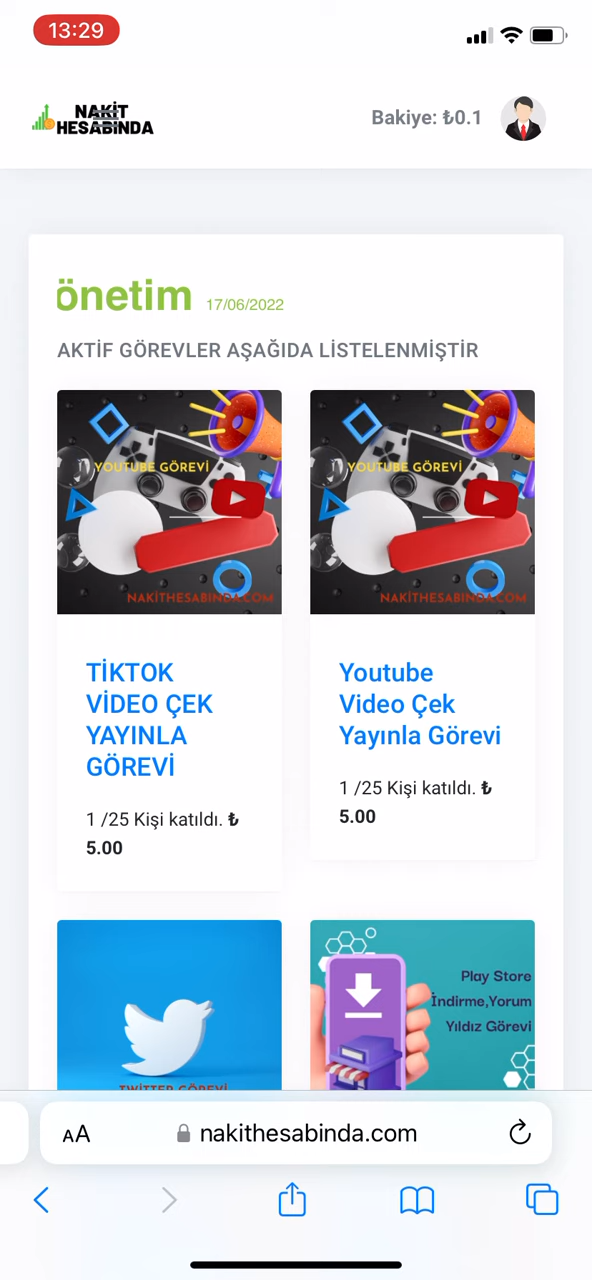 13:29
NAKİT
HESABINDA
Bakiye: ₺0.1
önetim 17/06/2022
AKTİF GÖREVLER AŞAĞIDA LİSTELENMİŞTİR
YOUTUBE GÖREVİ
NAKİTHESABINDA.COM
YOUTUBE GÖREVİ
NAKİTHESABINDA.COM
TİKTOK
VİDEO ÇEK
YAYINLA
GÖREVİ
1 /25 Kişi katıldı. ₺
5.00
Youtube
Video Çek
Yayınla Görevi
1 /25 Kişi katıldı. ₺
5.00
TWİTTER GÖREVİ
Play Store
İndirme,Yorum
Yıldız Görevi
AA
nakithesabinda.com